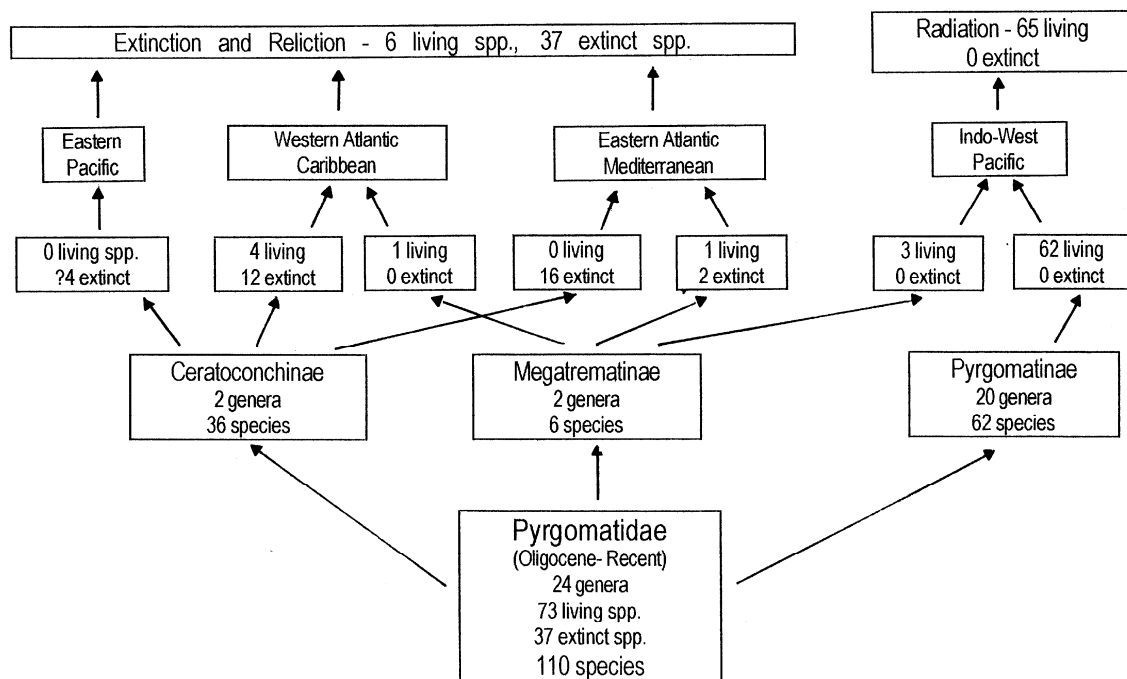 Extinction and Reliction - 6 living spp., 37 extinct spp.
Radiation - 65 living
0 extinct
Eastern
Pacific
Western Atlantic
Caribbean
Eastern Atlantic
Mediterranean
Indo-West
Pacific
0 living spp.
?4 extinct
4 living
12 extinct
1 living
0 extinct
0 living
16 extinct
1 living
2 extinct
3 living
0 extinct
62 living
0 extinct
Ceratoconchinae
2 genera
36 species
Megatrematinae
2 genera
6 species
Pyrgomatinae
20 genera
62 species
Pyrgomatidae
(Oligocene- Recent)
24 genera
73 living spp.
37 extinct spp.
110 species